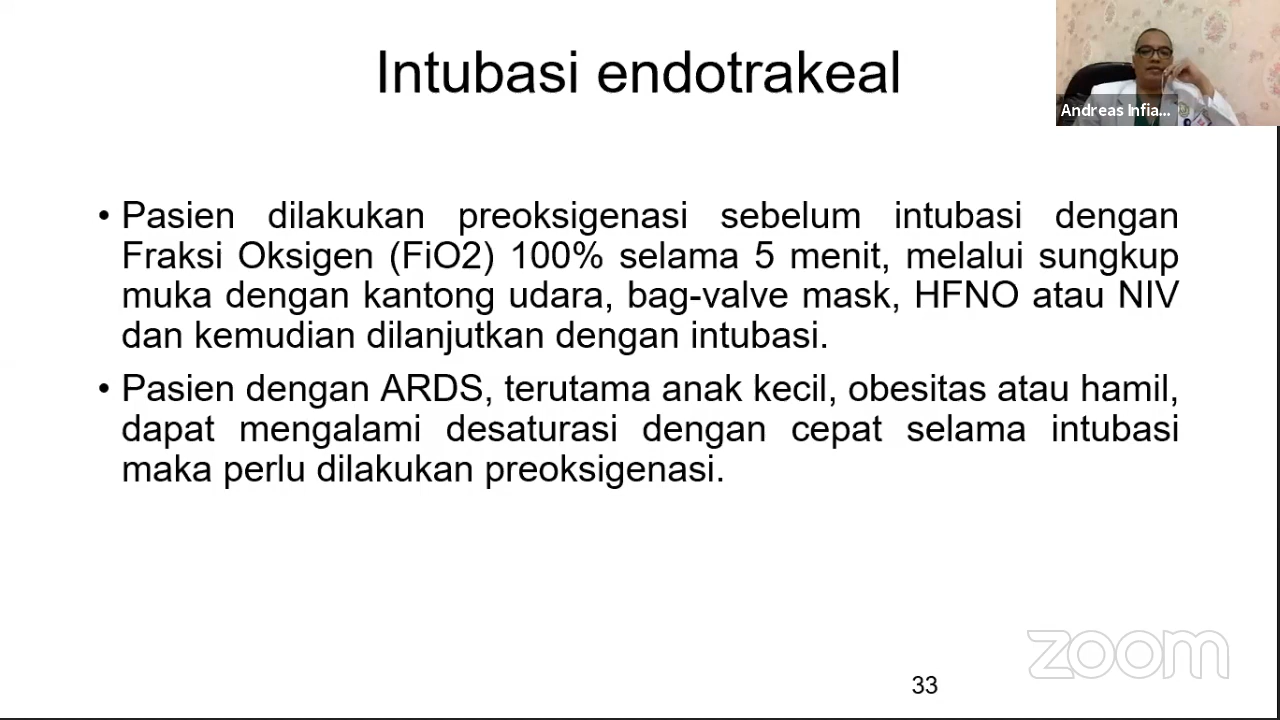 Intubasi endotrakeal
Andreas Infia...
• Pasien dilakukan preoksigenasi sebelum intubasi dengan
Fraksi Oksigen (FiO2) 100% selama 5 menit, melalui sungkup
muka dengan kantong udara, bag-valve mask, HFNO atau NIV
dan kemudian dilanjutkan dengan intubasi.
• Pasien dengan ARDS, terutama anak kecil, obesitas atau hamil,
dapat mengalami desaturasi dengan cepat selama intubasi
maka perlu dilakukan preoksigenasi.
zoom
33